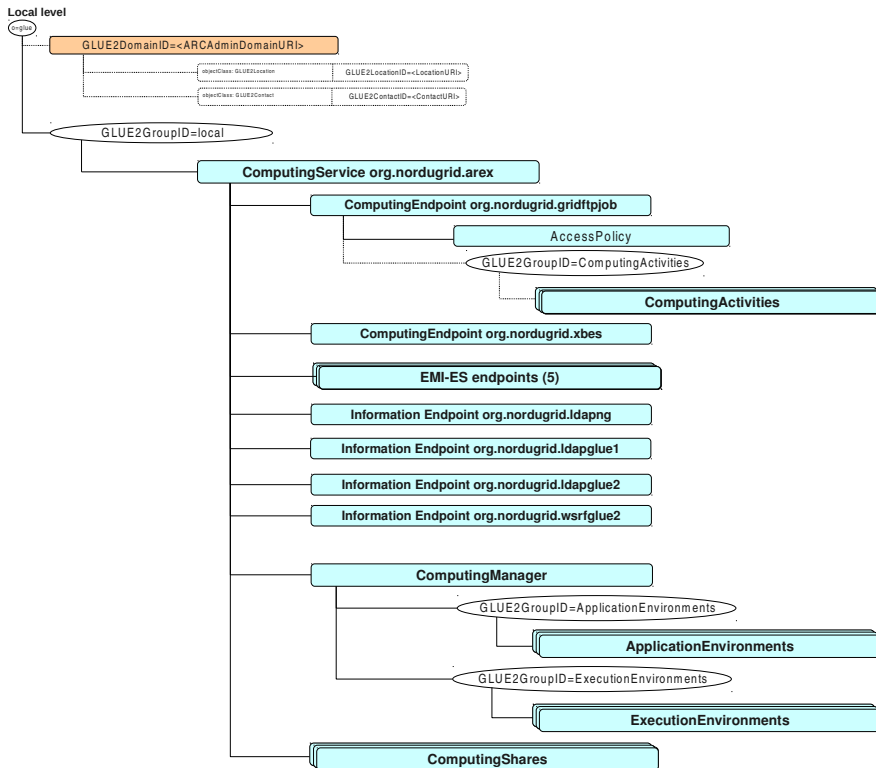 Local level
o=glue
GLUE2DomainID=<ARCAdminDomainURI>
objectClass: GLUE2Location GLUE2LocationID=<LocationURI>
objectClass: GLUE2Contact GLUE2ContactID=<ContactURI>
GLUE2GroupID=local
ComputingService org.nordugrid.arex
ComputingEndpoint org.nordugrid.gridftpjob
AccessPolicy
GLUE2GroupID=ComputingActivities
ComputingActivities
ComputingEndpoint org.nordugrid.xbes
EMI-ES endpoints (5)
Information Endpoint org.nordugrid.ldapng
Information Endpoint org.nordugrid.ldapglue1
Information Endpoint org.nordugrid.ldapglue2
Information Endpoint org.nordugrid.wsrfglue2
ComputingManager
GLUE2GroupID=ApplicationEnvironments
ApplicationEnvironments
GLUE2GroupID=ExecutionEnvironments
ExecutionEnvironments
ComputingShares